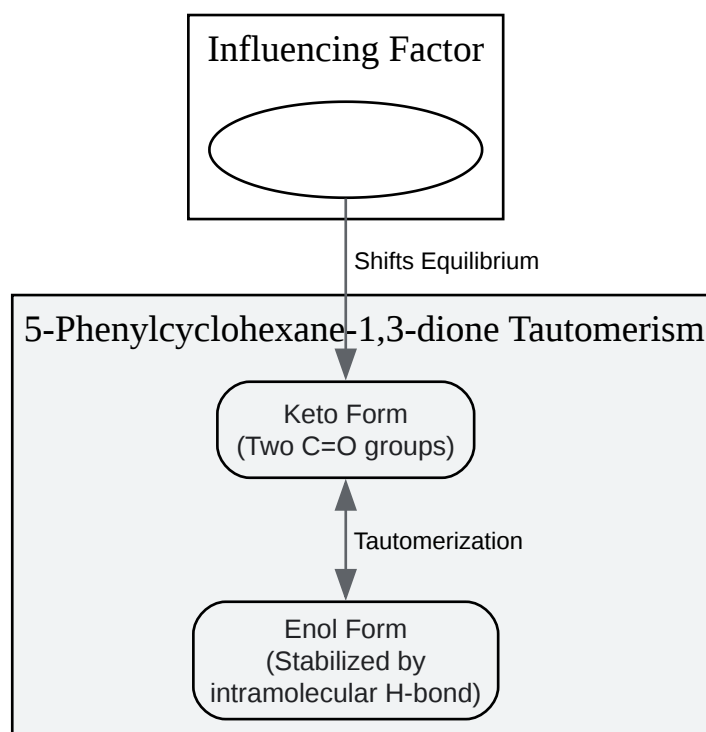 Influencing Factor
Shifts Equilibrium
5-Phenylcyclohexane-1,3-dione Tautomerism
Keto Form
(Two C=O groups)
Tautomerization
Enol Form
(Stabilized by
intramolecular H-bond)